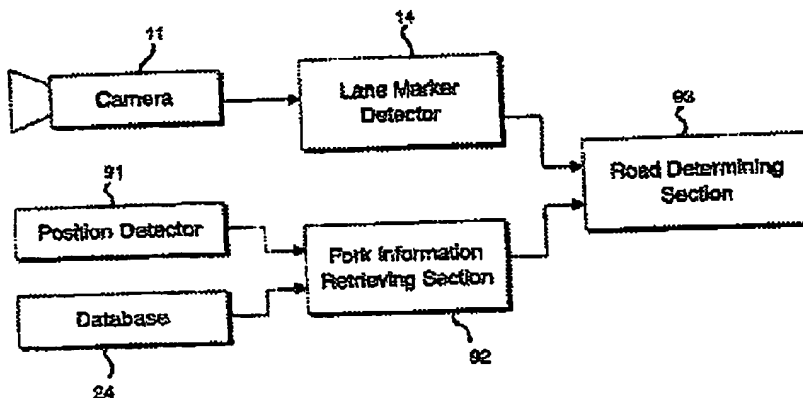 11
Camera
14
Lane Marker
Detector
93
Road Determining
Section
91
Position Detector
Fork Information
Retrieving Section
Database
24
92